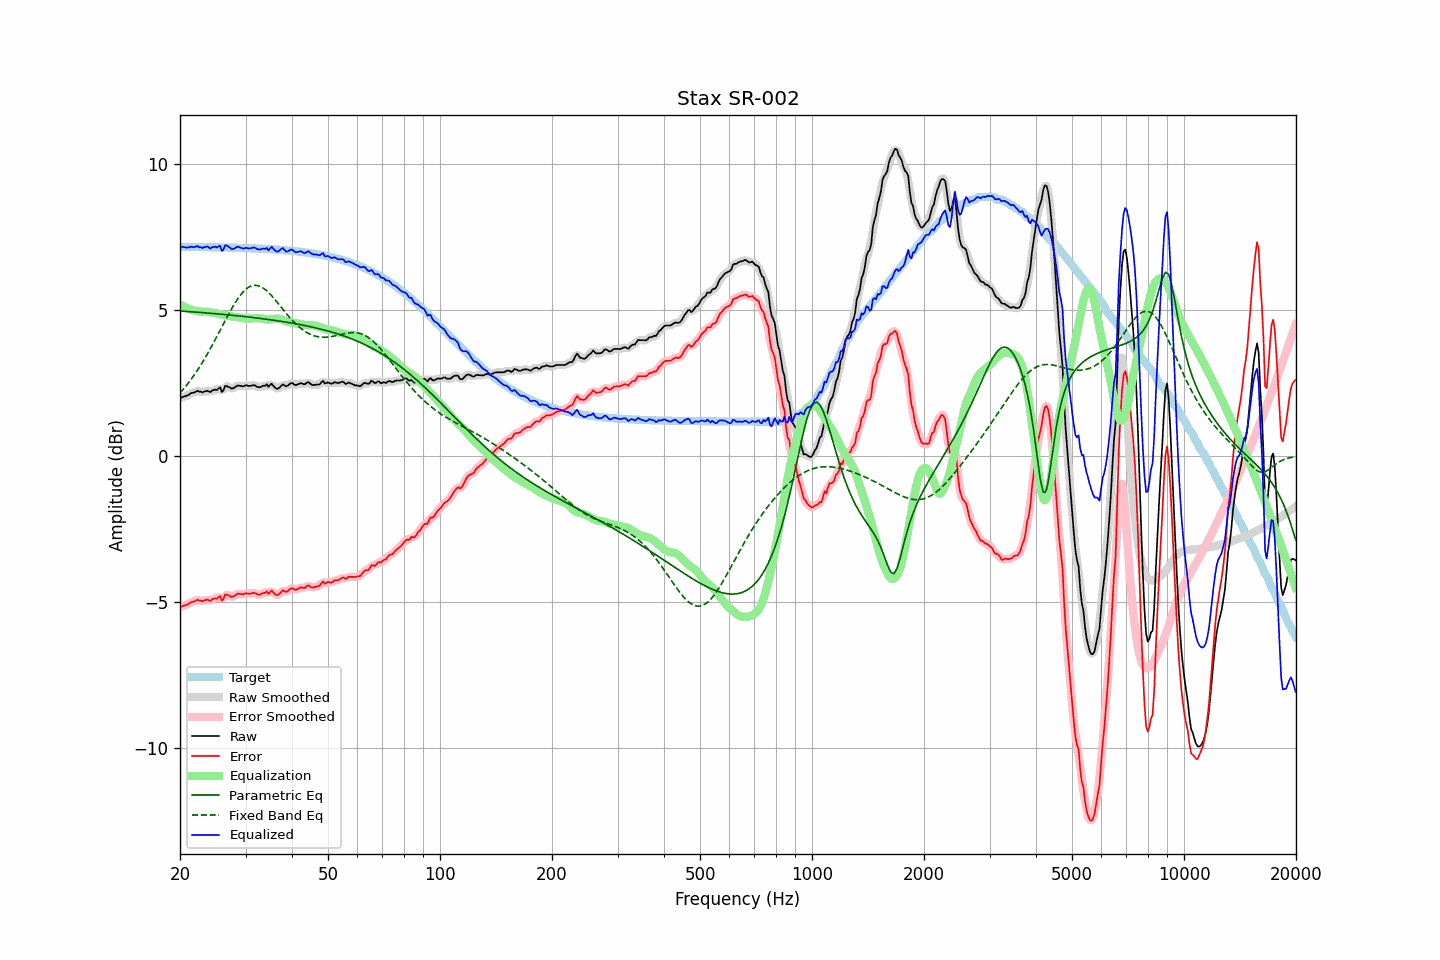 Stax SR-002
Amplitude (dBr)
10
5
0
−5
−10
Target
Raw Smoothed
Error Smoothed
Raw
Error
Equalization
Parametric Eq
Fixed Band Eq
Equalized
20 50 100 200 500 1000 2000 5000 10000 20000
Frequency (Hz)